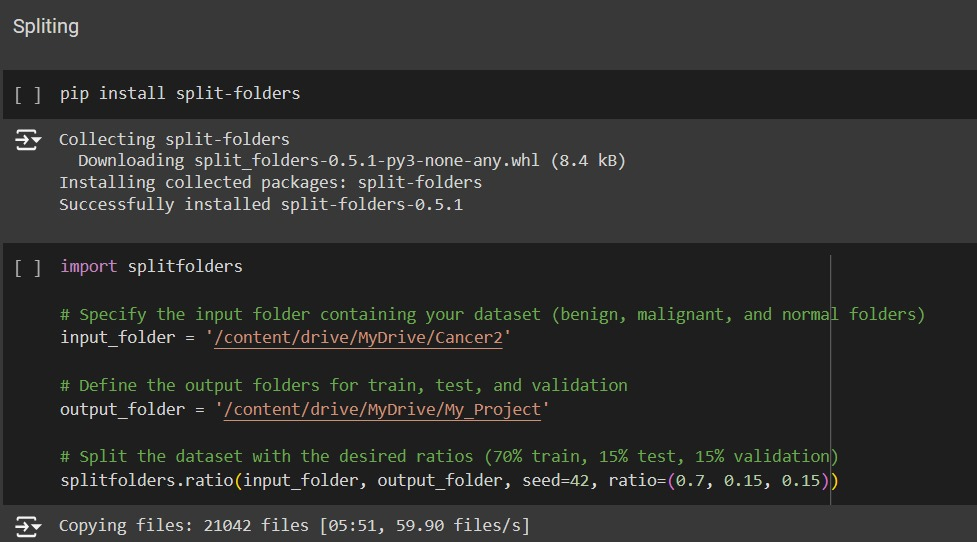 Spliting
[ ] pip install split-folders
Collecting split-folders
  Downloading split_folders-0.5.1-py3-none-any.whl (8.4 kB)
Installing collected packages: split-folders
Successfully installed split-folders-0.5.1
[ ] import splitfolders
# Specify the input folder containing your dataset (benign, malignant, and normal folders)
input_folder = '/content/drive/MyDrive/Cancer2'
# Define the output folders for train, test, and validation
output_folder = '/content/drive/MyDrive/My_Project'
# Split the dataset with the desired ratios (70% train, 15% test, 15% validation)
splitfolders.ratio(input_folder, output_folder, seed=42, ratio=(0.7, 0.15, 0.15))
Copying files: 21042 files [05:51, 59.90 files/s]